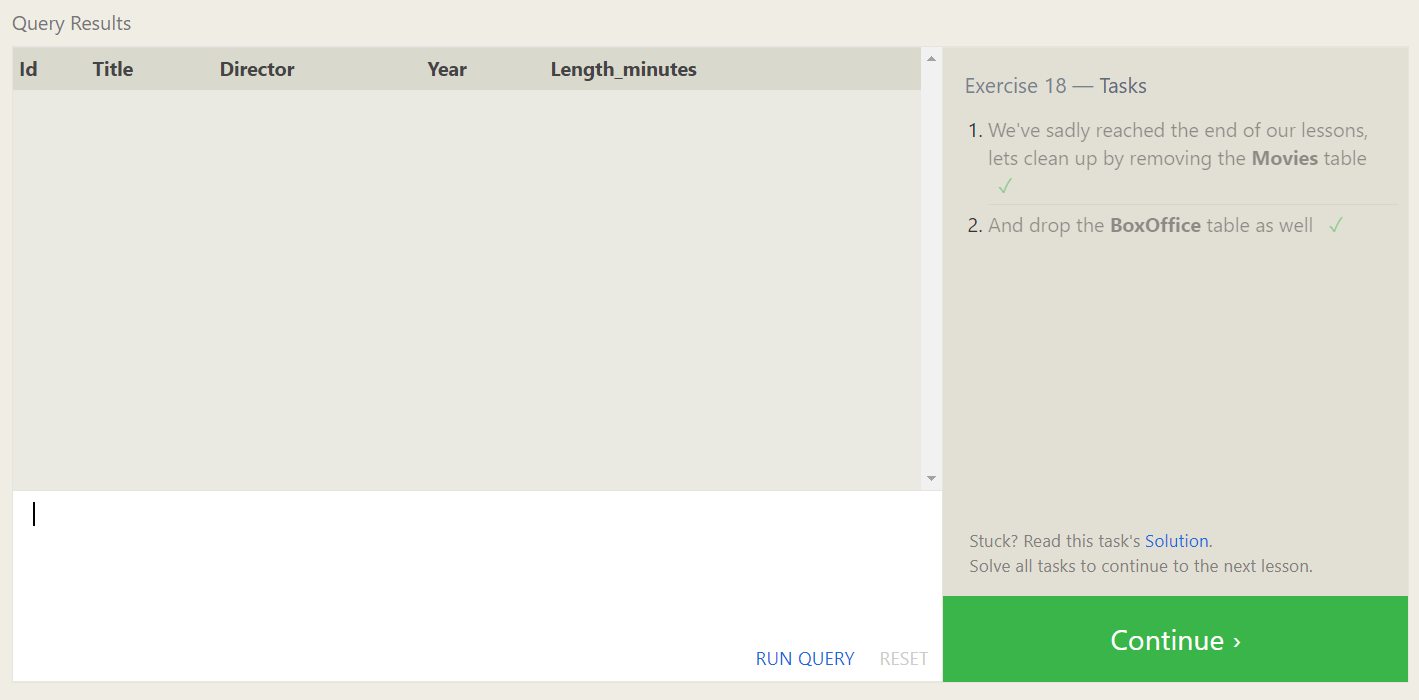 Query Results
Id Title Director Year Length_minutes
Exercise 18 — Tasks
1. We've sadly reached the end of our lessons,
lets clean up by removing the Movies table
✓
2. And drop the BoxOffice table as well ✓
Stuck? Read this task's Solution.
Solve all tasks to continue to the next lesson.
RUN QUERY RESET
Continue ›